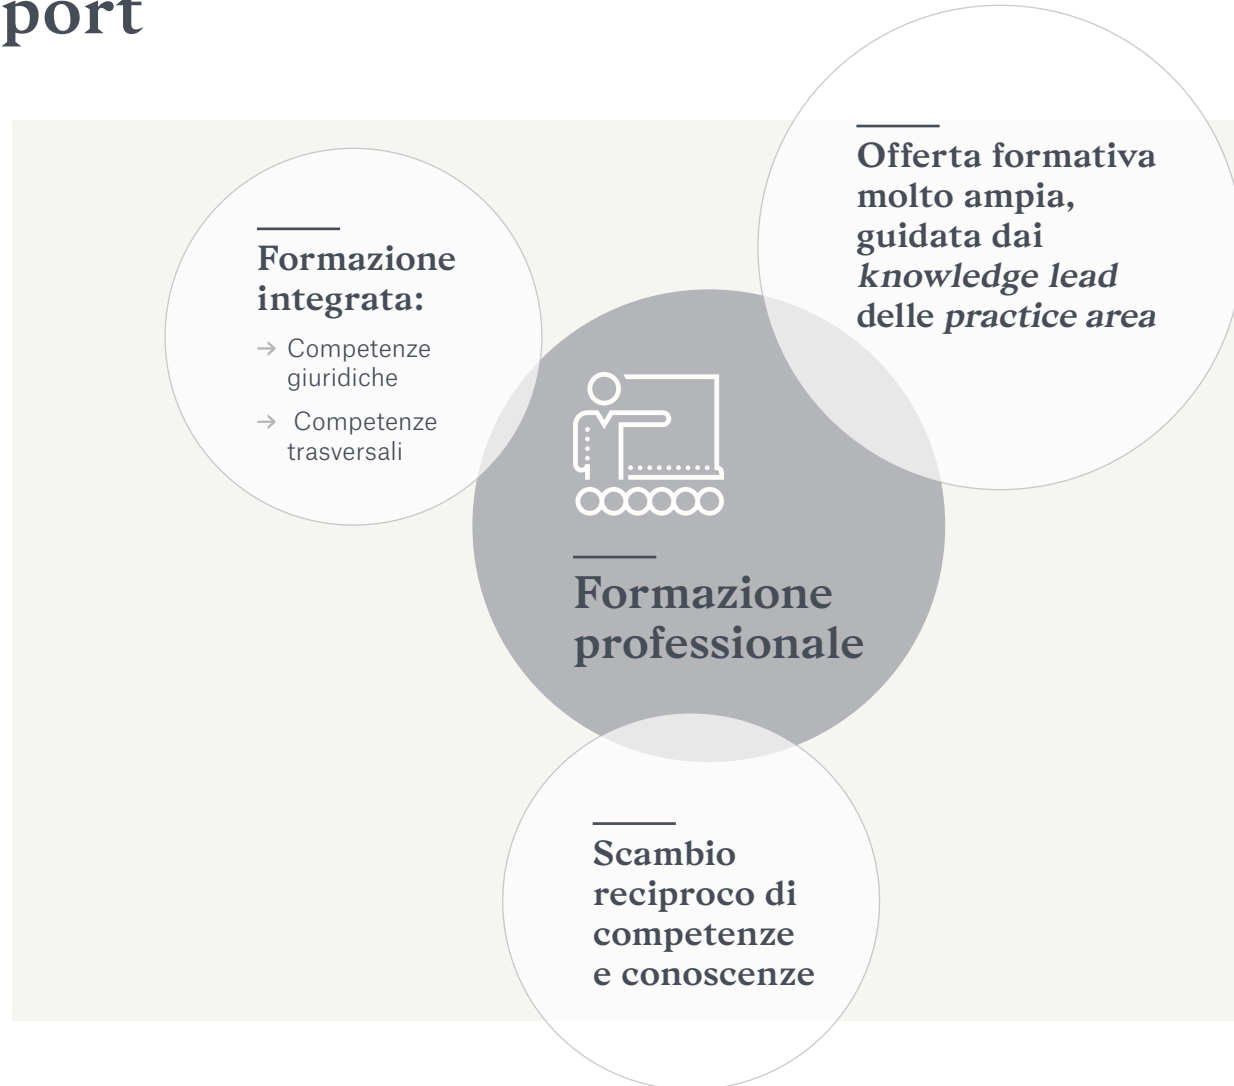 port
Offerta formativa
molto ampia,
guidata dai
knowledge lead
delle practice area
Formazione
integrata:
→ Competenze
giuridiche
→ Competenze
trasversali
Formazione
professionale
Scambio
reciproco di
competenze
e conoscenze